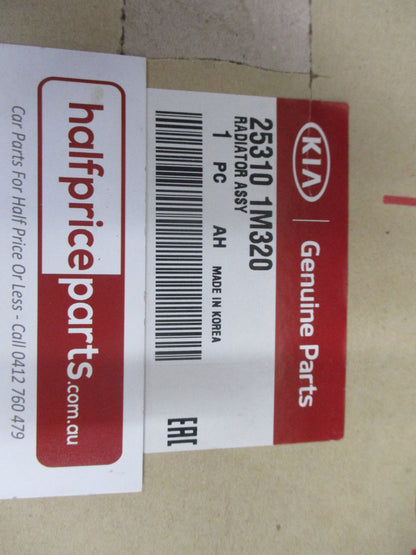 KIA Genuine Parts
25310 1M320
RADIATOR ASSY
1 PC AH MADE IN KOREA
EAC
halfpriceparts.com.au
Car Parts For Half Price Or Less - Call 0412 760 479